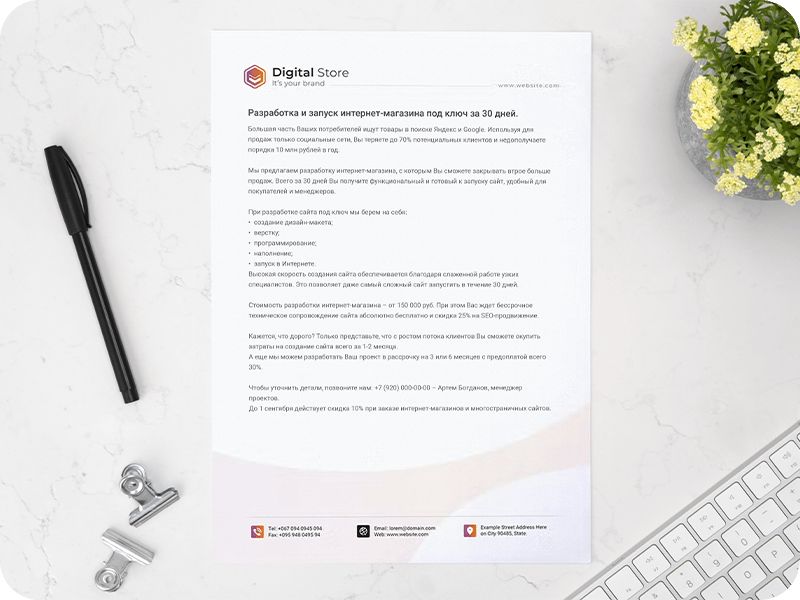 Digital Store
It's your brand
www.website.com
Разработка и запуск интернет-магазина под ключ за 30 дней.
Большая часть Ваших потребителей ищут товары в поиске Яндекс и Google. Используя для
продаж только социальные сети, Вы теряете до 70% потенциальных клиентов и недополучаете
порядка 10 млн рублей в год.
Мы предлагаем разработку интернет-магазина, с которым Вы сможете закрывать втрое больше
продаж. Всего за 30 дней Вы получите функциональный и готовый к запуску сайт, удобный для
покупателей и менеджеров.
При разработке сайта под ключ мы берем на себя:
• создание дизайн-макета;
• верстку;
• программирование;
• наполнение;
• запуск в Интернете.
Высокая скорость создания сайта обеспечивается благодаря слаженной работе узких
специалистов. Это позволяет даже самый сложный сайт запустить в течение 30 дней.
Стоимость разработки интернет-магазина – от 150 000 руб. При этом Вас ждет бессрочное
техническое сопровождение сайта абсолютно бесплатно и скидка 25% на SEO-продвижение.
Кажется, что дорого? Только представьте, что с ростом потока клиентов Вы сможете окупить
затраты на создание сайта всего за 1-2 месяца.
А еще мы можем разработать Ваш проект в рассрочку на 3 или 6 месяцев с предоплатой всего
30%.
Чтобы уточнить детали, позвоните нам: +7 (920) 000-00-00 – Артем Богданов, менеджер
проектов.
До 1 сентября действует скидка 10% при заказе интернет-магазинов и многостраничных сайтов.
Tel: +067 094 0945 094
Fax: +095 948 0495 94
Email: lorem@domain.com
Web: www.website.com
Example Street Address Here
on City 90485, State.